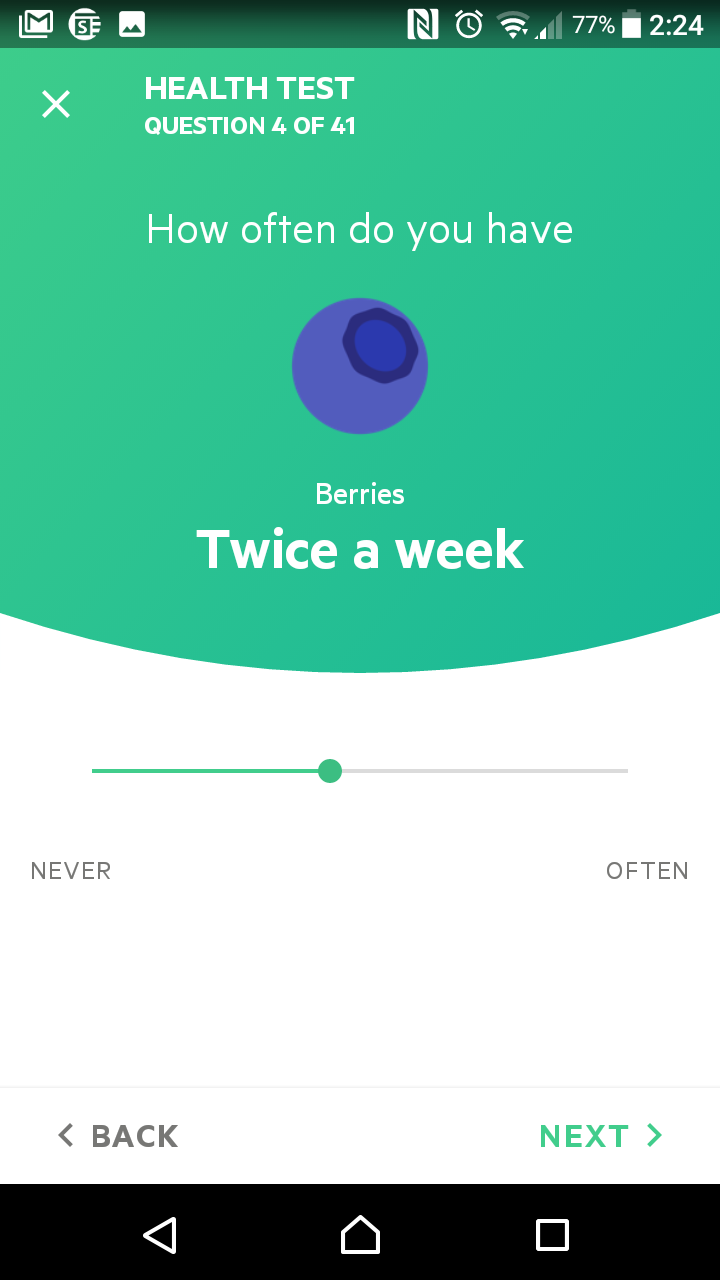 77% 2:24
HEALTH TEST
QUESTION 4 OF 41
How often do you have
Berries
Twice a week
NEVER OFTEN
BACK NEXT